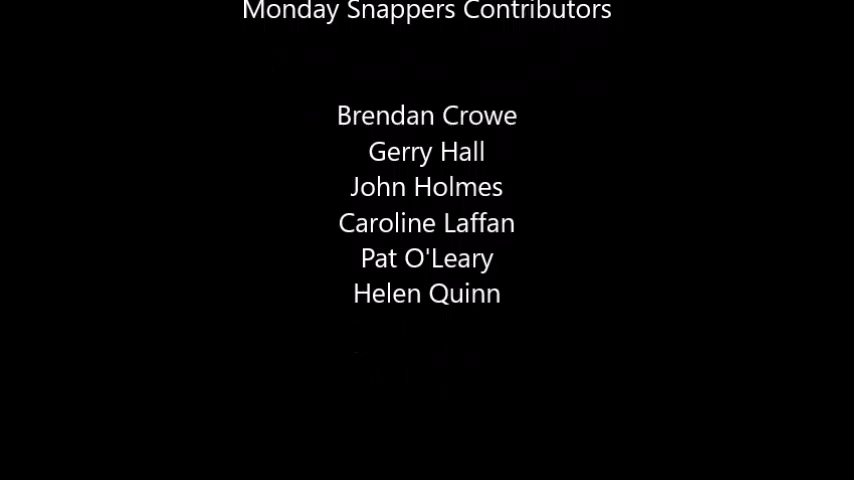 Monday Snappers Contributors
Brendan Crowe
Gerry Hall
John Holmes
Caroline Laffan
Pat O'Leary
Helen Quinn